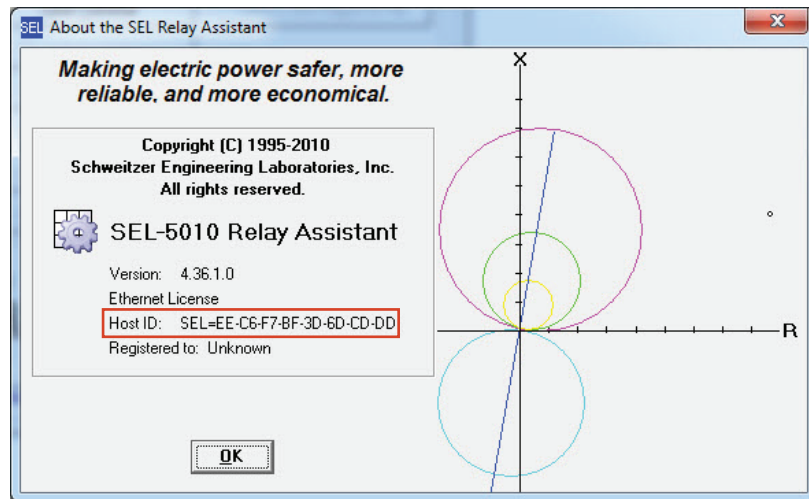 SEL About the SEL Relay Assistant
Making electric power safer, more
reliable, and more economical.
Copyright (C) 1995-2010
Schweitzer Engineering Laboratories, Inc.
All rights reserved.
SEL-5010 Relay Assistant
Version: 4.36.1.0
Ethernet License
Host ID: SEL=EE-C6-F7-BF-3D-6D-CD-DD
Registered to: Unknown
OK
X
R